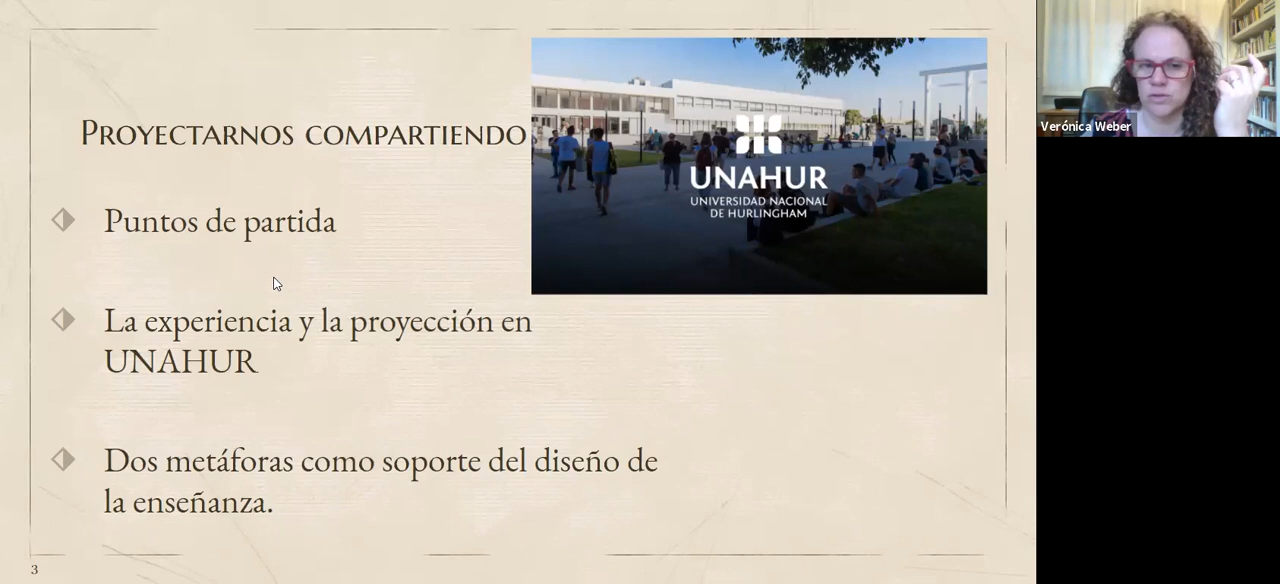 Proyectarnos compartiendo
UNAHUR
UNIVERSIDAD NACIONAL
DE HURLINGHAM
Puntos de partida
La experiencia y la proyección en
UNAHUR
Dos metáforas como soporte del diseño de
la enseñanza.
3
Verónica Weber